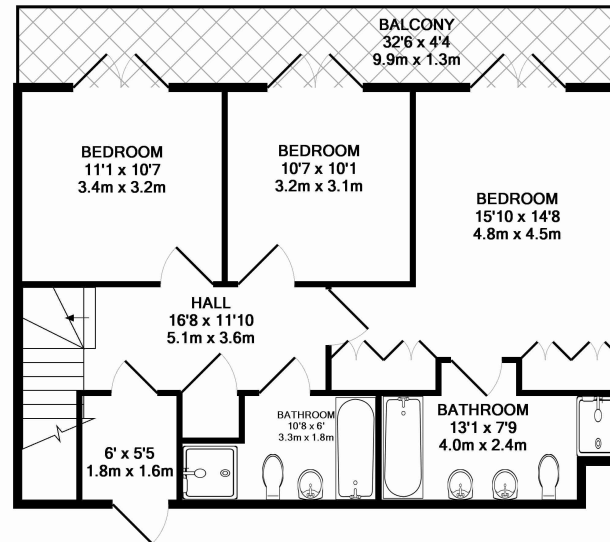 BALCONY
32'6 x 4'4
9.9m x 1.3m
BEDROOM
11'1 x 10'7
3.4m x 3.2m
BEDROOM
10'7 x 10'1
3.2m x 3.1m
BEDROOM
15'10 x 14'8
4.8m x 4.5m
HALL
16'8 x 11'10
5.1m x 3.6m
BATHROOM
10'8 x 6'
3.3m x 1.8m
BATHROOM
13'1 x 7'9
4.0m x 2.4m
6' x 5'5
1.8m x 1.6m